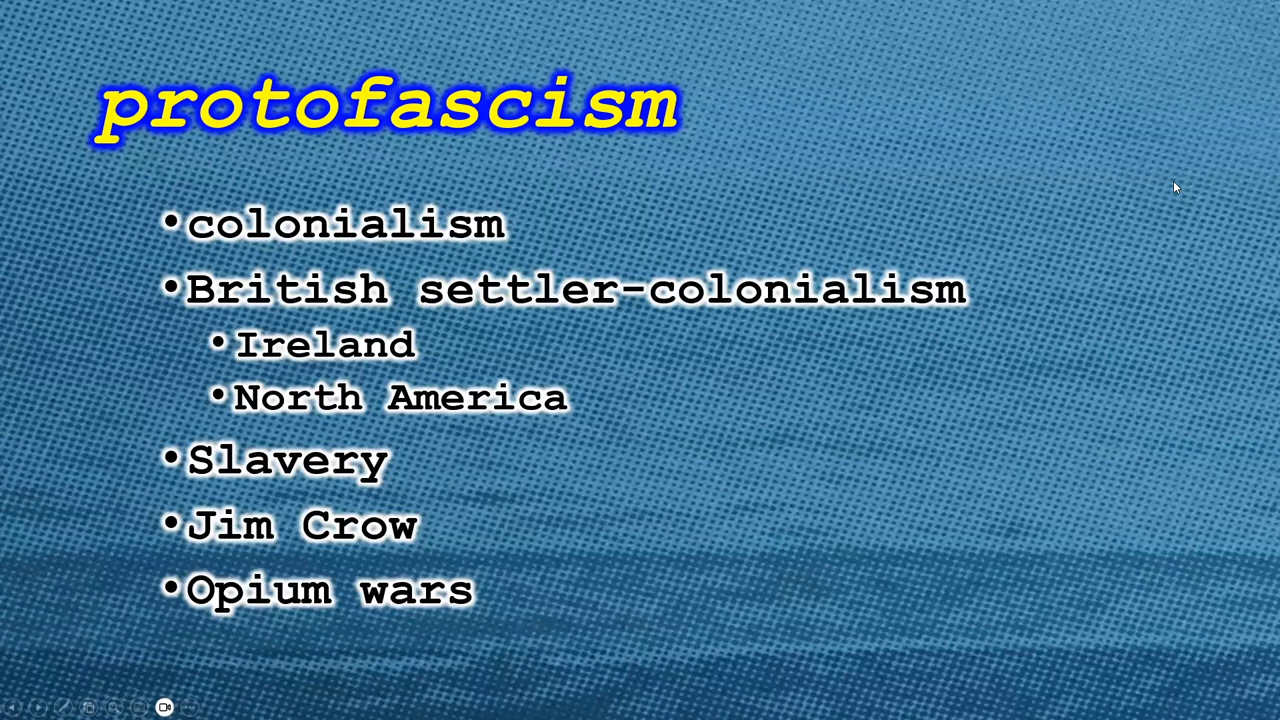 protofascism
•colonialism
•British settler-colonialism
•Ireland
•North America
•Slavery
•Jim Crow
•Opium wars